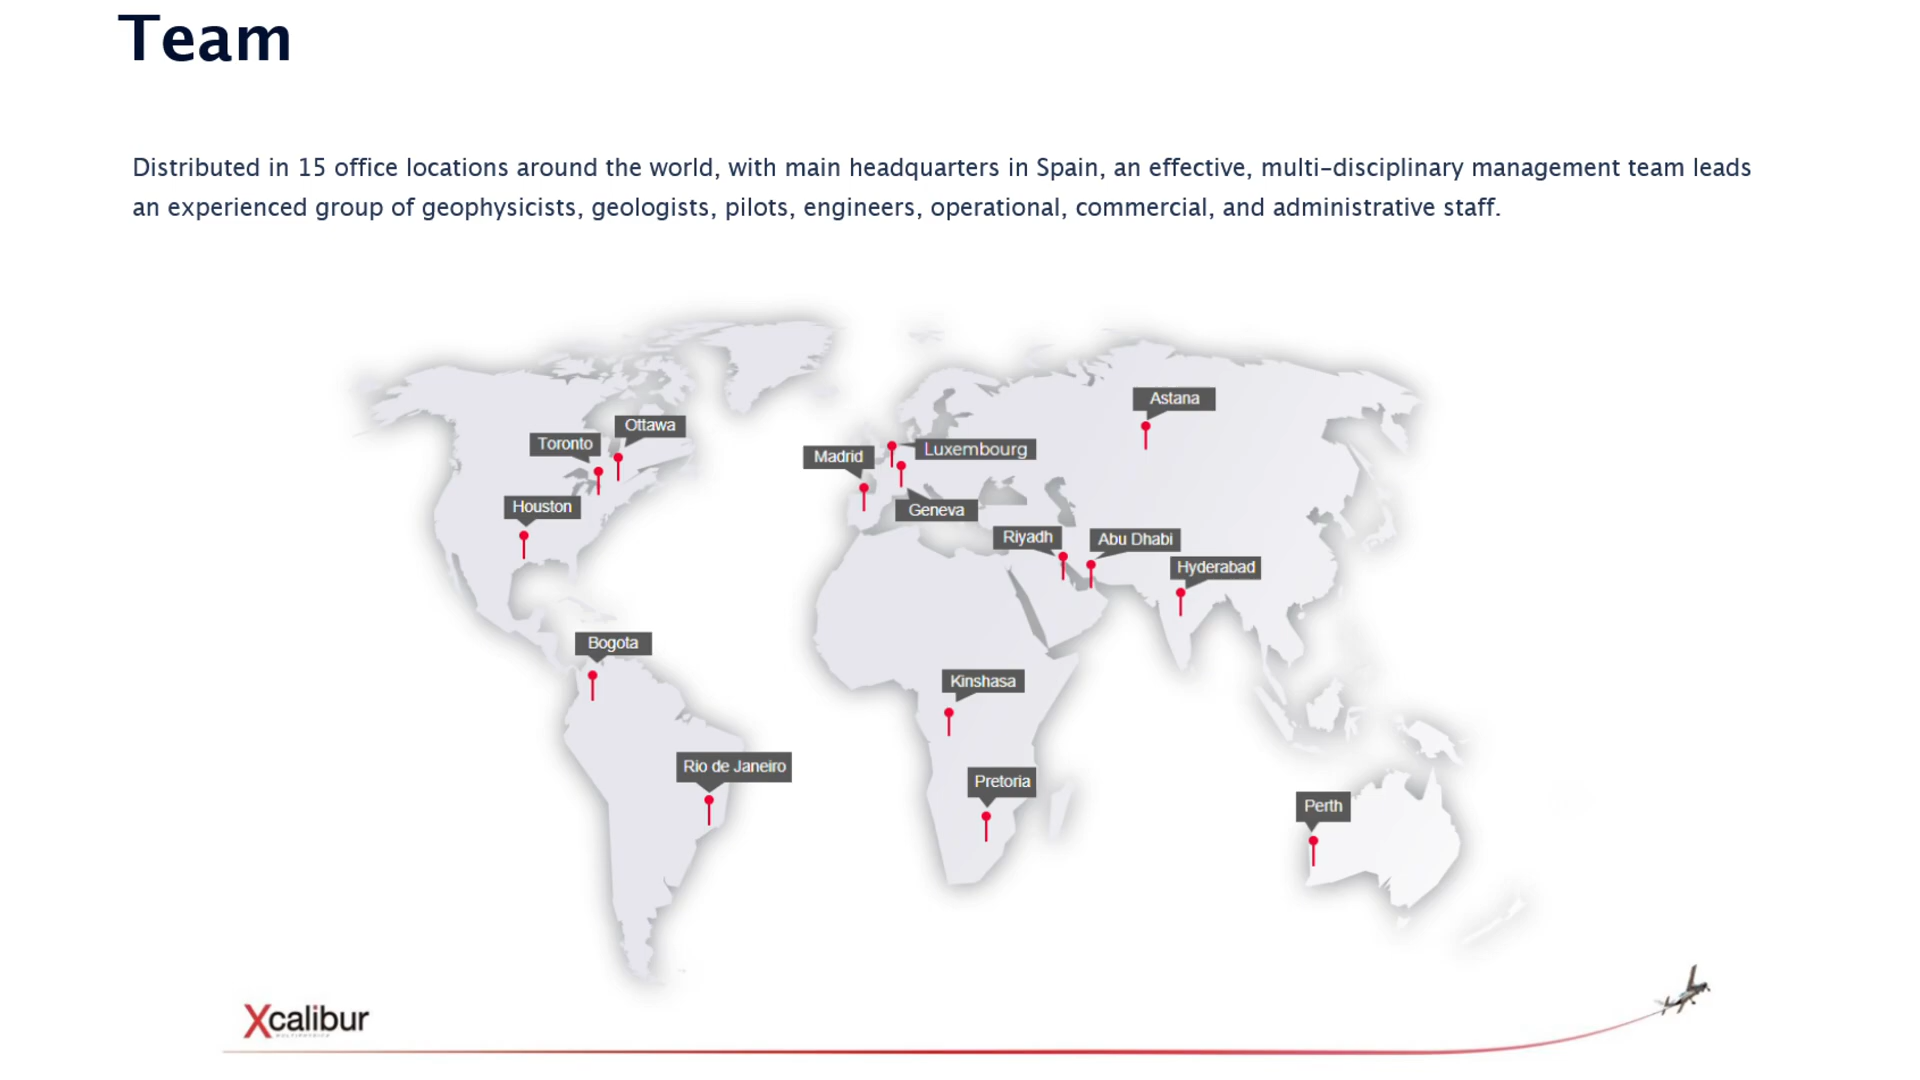 Team
Distributed in 15 office locations around the world, with main headquarters in Spain, an effective, multi-disciplinary management team leads
an experienced group of geophysicists, geologists, pilots, engineers, operational, commercial, and administrative staff.
Astana
Ottawa
Toronto
Luxembourg
Madrid
Houston
Geneva
Riyadh
Abu Dhabi
Hyderabad
Bogota
Kinshasa
Rio de Janeiro
Pretoria
Perth
Xcalibur